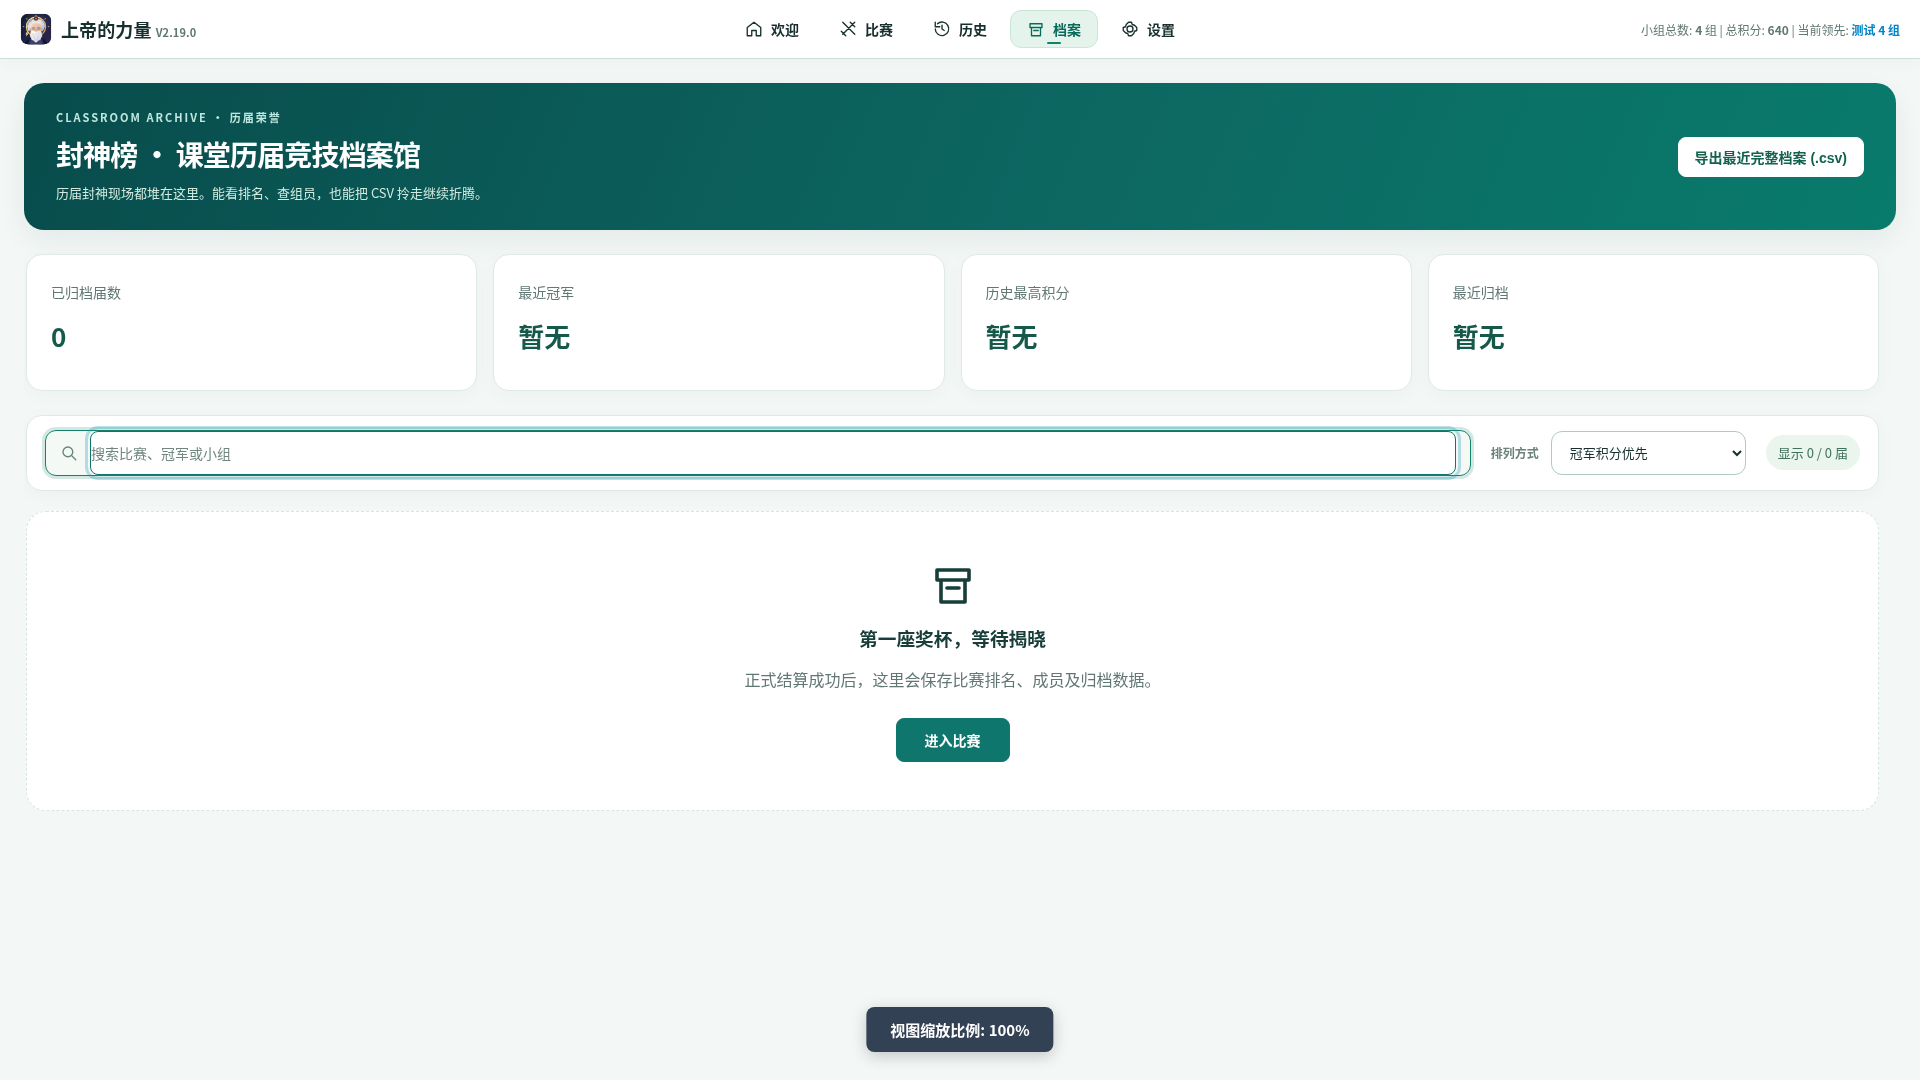 上帝的力量 V2.19.0
欢迎
比赛
历史
档案
设置
小组总数: 4 组 | 总积分: 640 | 当前领先: 测试 4 组
CLASSROOM ARCHIVE · 历届荣誉
封神榜 · 课堂历届竞技档案馆
历届封神现场都堆在这里。能看排名、查组员，也能把 CSV 拎走继续折腾。
导出最近完整档案 (.csv)
已归档届数
0
最近冠军
暂无
历史最高积分
暂无
最近归档
暂无
搜索比赛、冠军或小组
排列方式
冠军积分优先
显示 0 / 0 届
第一座奖杯，等待揭晓
正式结算成功后，这里会保存比赛排名、成员及归档数据。
进入比赛
视图缩放比例: 100%